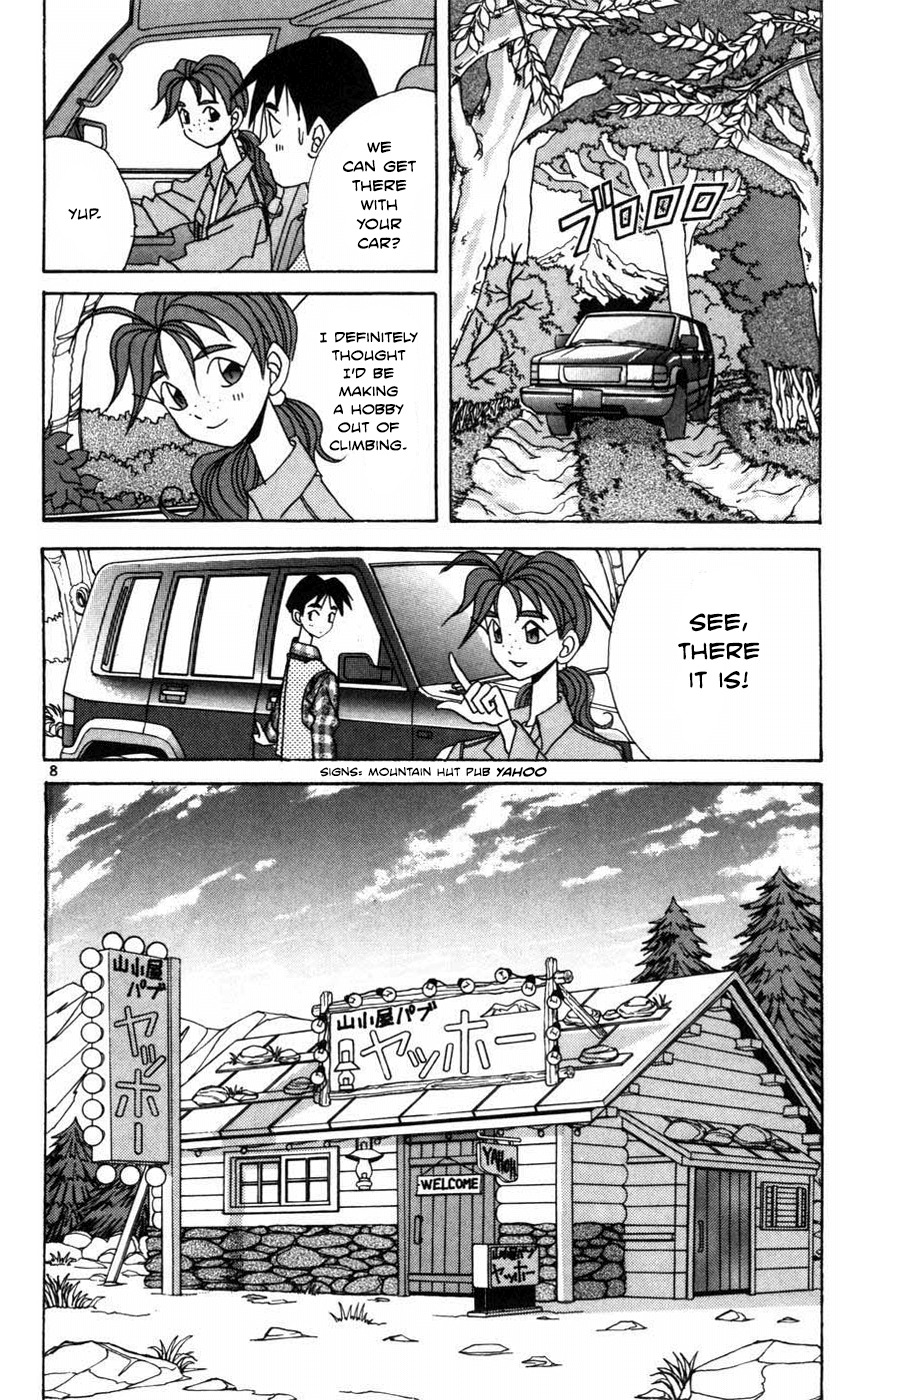 WE
CAN GET
THERE
WITH
YOUR
CAR?
YUP.
ブロロロ
I DEFINITELY
THOUGHT
I'D BE
MAKING
A HOBBY
OUT OF
CLIMBING.
SEE,
THERE
IT IS!
8
SIGNS: MOUNTAIN HUT PUB YAHOO
山小屋
パブ
ヤッホー
山小屋パブ
ヤッホー
YAHOH
WELCOME
山小屋パブ
ヤッホー